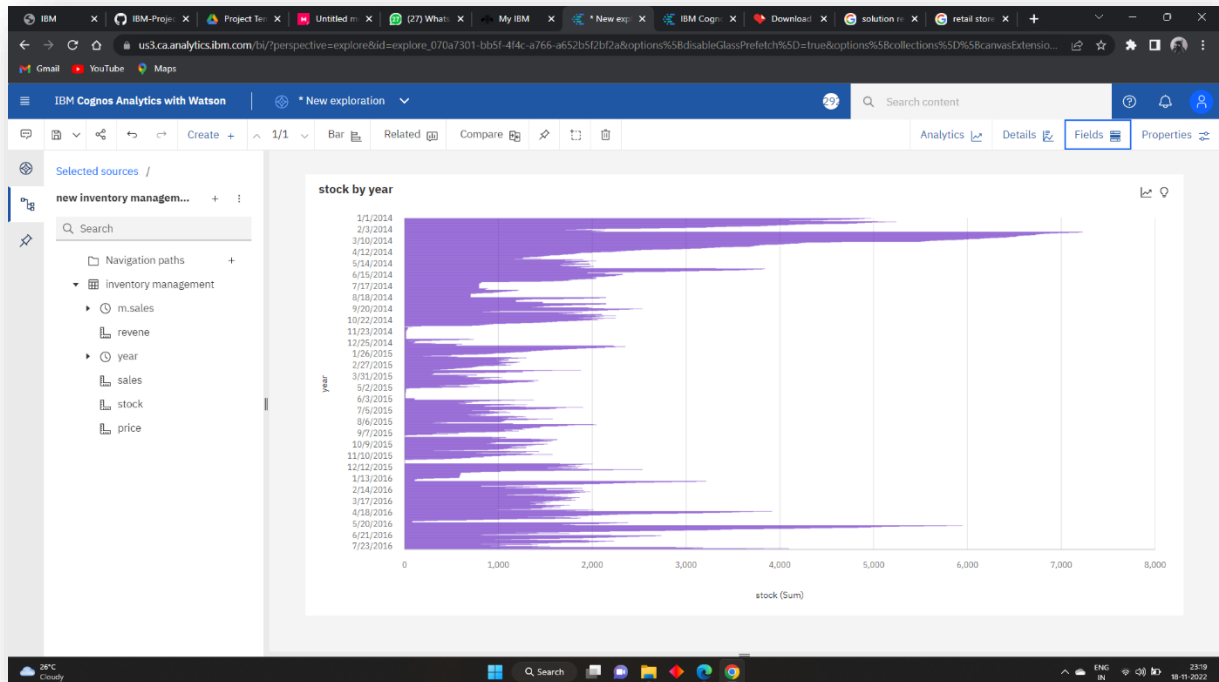 IBM
IBM-Projec
Project Ten
Untitled m
(27) Whats
My IBM
* New expl
IBM Cogno
Download
solution re
retail store
us3.ca.analytics.ibm.com/bi/?perspective=explore&id=explore_070a7301-bb5f-4f4c-a766-a652b5f2bf2a&options%5BdisableGlassPrefetch%5D=true&options%5Bcollections%5D%5BcanvasExtensio...
Gmail
YouTube
Maps
IBM Cognos Analytics with Watson
* New exploration
Search content
Create +
1/1
Bar
Related
Compare
Analytics
Details
Fields
Properties
Selected sources /
new inventory managem...
Search
Navigation paths
inventory management
m.sales
revene
year
sales
stock
price
stock by year
1/1/2014
2/3/2014
3/10/2014
4/12/2014
5/14/2014
6/15/2014
7/17/2014
8/18/2014
9/20/2014
10/22/2014
11/23/2014
12/25/2014
1/26/2015
2/27/2015
3/31/2015
5/2/2015
6/3/2015
7/5/2015
8/6/2015
9/7/2015
10/9/2015
11/10/2015
12/12/2015
1/13/2016
2/14/2016
3/17/2016
4/18/2016
5/20/2016
6/21/2016
7/23/2016
year
0 1,000 2,000 3,000 4,000 5,000 6,000 7,000 8,000
stock (Sum)
26°C
Cloudy
Search
ENG
IN
23:19
18-11-2022